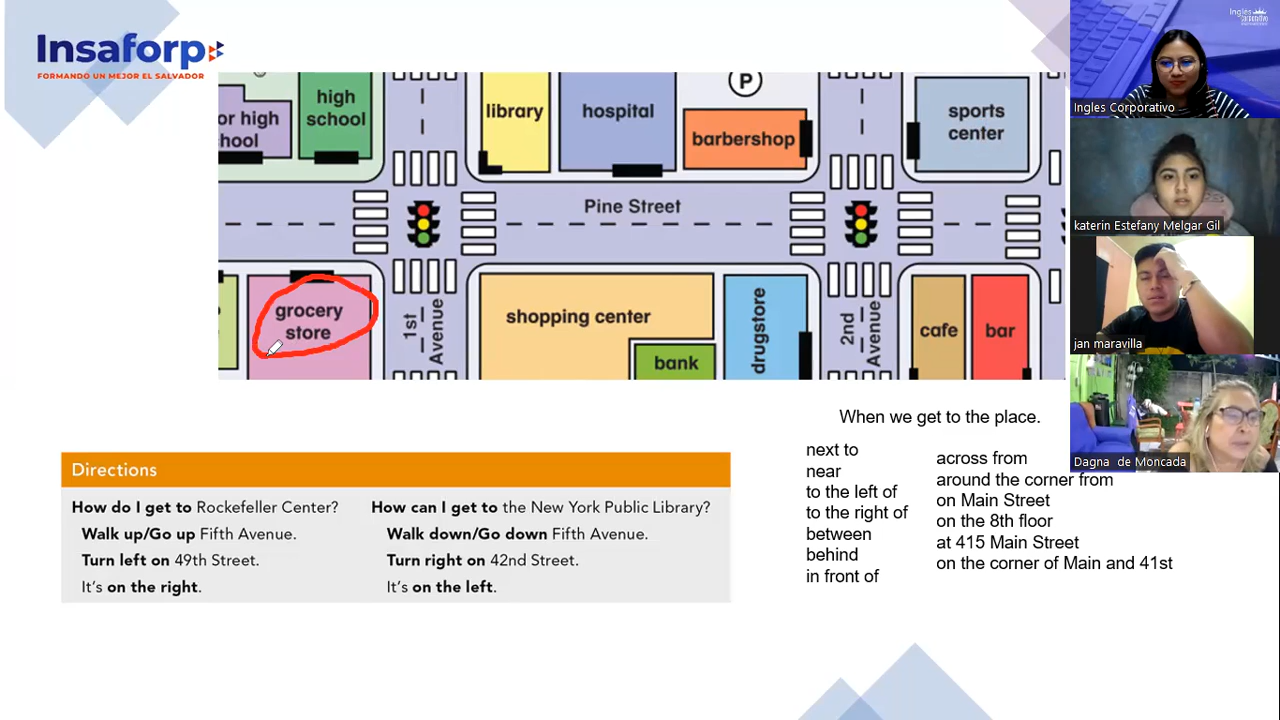 Insaforp
FORMANDO UN MEJOR EL SALVADOR
or high
hool
high
school
library
hospital
P
barbershop
sports
center
Pine Street
grocery
store
1st
Avenue
shopping center
bank
drugstore
2nd
Avenue
cafe
bar
Directions
How do I get to Rockefeller Center?
Walk up/Go up Fifth Avenue.
Turn left on 49th Street.
It's on the right.
How can I get to the New York Public Library?
Walk down/Go down Fifth Avenue.
Turn right on 42nd Street.
It's on the left.
When we get to the place.
next to
near
to the left of
to the right of
between
behind
in front of
across from
around the corner from
on Main Street
on the 8th floor
at 415 Main Street
on the corner of Main and 41st
Ingles Corporativo
katerin Estefany Melgar Gil
jan maravilla
Dagna de Moncada